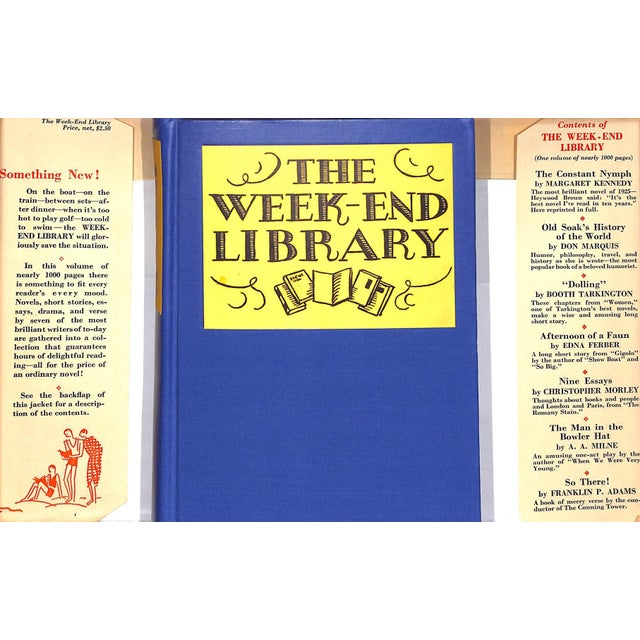 The Week-End Library
Price, net, $2.50
Something New!
On the boat—on the
train—between sets—af-
ter dinner—when it's too
hot to play golf—too cold
to swim—the WEEK-
END LIBRARY will glor-
iously save the situation.
In this volume of
nearly 1000 pages there
is something to fit every
reader's every mood.
Novels, short stories, es-
says, drama, and verse
by seven of the most
brilliant writers of to-day
are gathered into a col-
lection that guarantees
hours of delightful read-
ing—all for the price of
an ordinary novel!
See the backflap of
this jacket for a descrip-
tion of the contents.
THE
WEEK-END
LIBRARY
Contents of
THE WEEK-END
LIBRARY
(One volume of nearly 1000 pages)
The Constant Nymph
by MARGARET KENNEDY
The most brilliant novel of 1925—
Heywood Broun said: "It's the
best novel I've read in ten years."
Here reprinted in full.
Old Soak's History
of the World
by DON MARQUIS
Humor, philosophy, travel, and
history as she is wrote—the most
popular book of a beloved humorist.
"Dolling"
by BOOTH TARKINGTON
These chapters from "Women,"
one of Tarkington's best novels,
make a wise and amusing long
short story.
Afternoon of a Faun
by EDNA FERBER
A long short story from "Gigolo"
by the author of "Show Boat" and
"So Big."
Nine Essays
by CHRISTOPHER MORLEY
Thoughts about books and people
and London and Paris, from "The
Romany Stain."
The Man in the
Bowler Hat
by A. A. MILNE
An amusing one-act play by the
author of "When We Were Very
Young."
So There!
by FRANKLIN P. ADAMS
A book of merry verse by the con-
ductor of The Conning Tower.